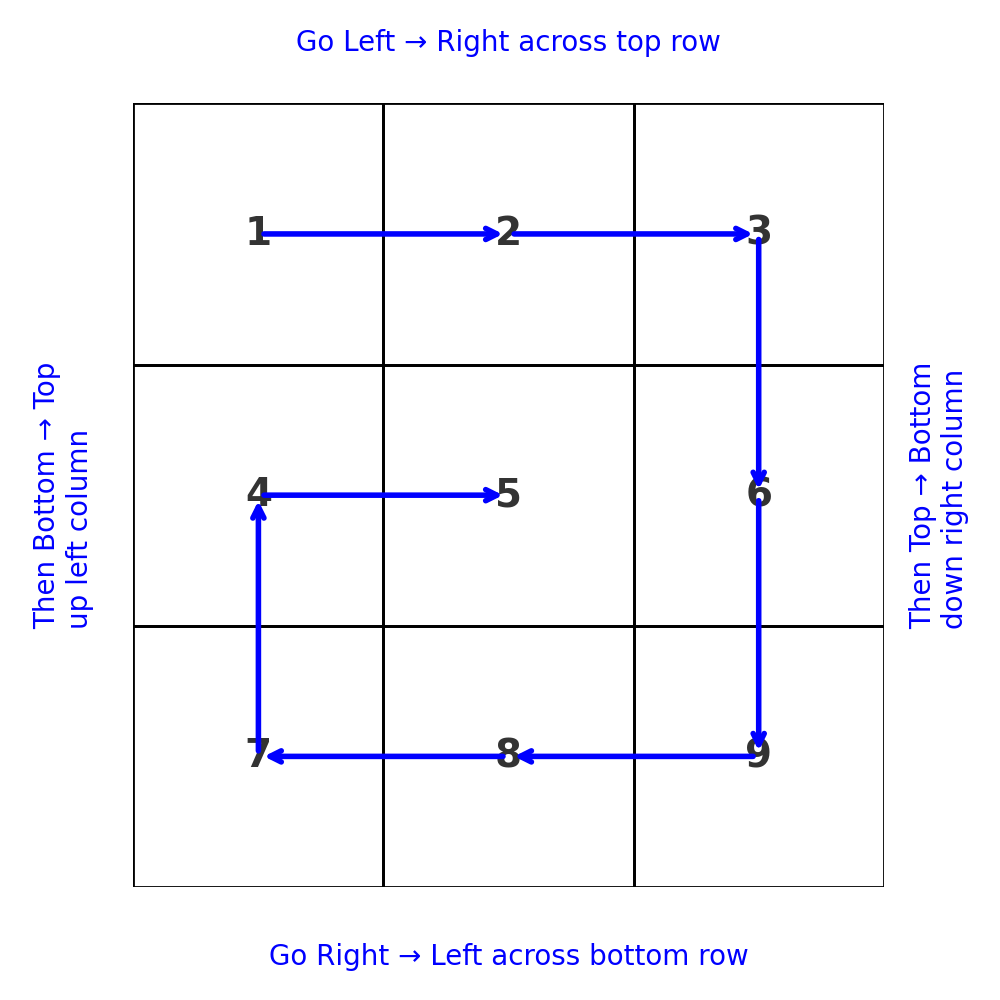 Go Left → Right across top row
1 2 3
Then Bottom → Top
up left column
4 5 6
Then Top → Bottom
down right column
7 8 9
Go Right → Left across bottom row